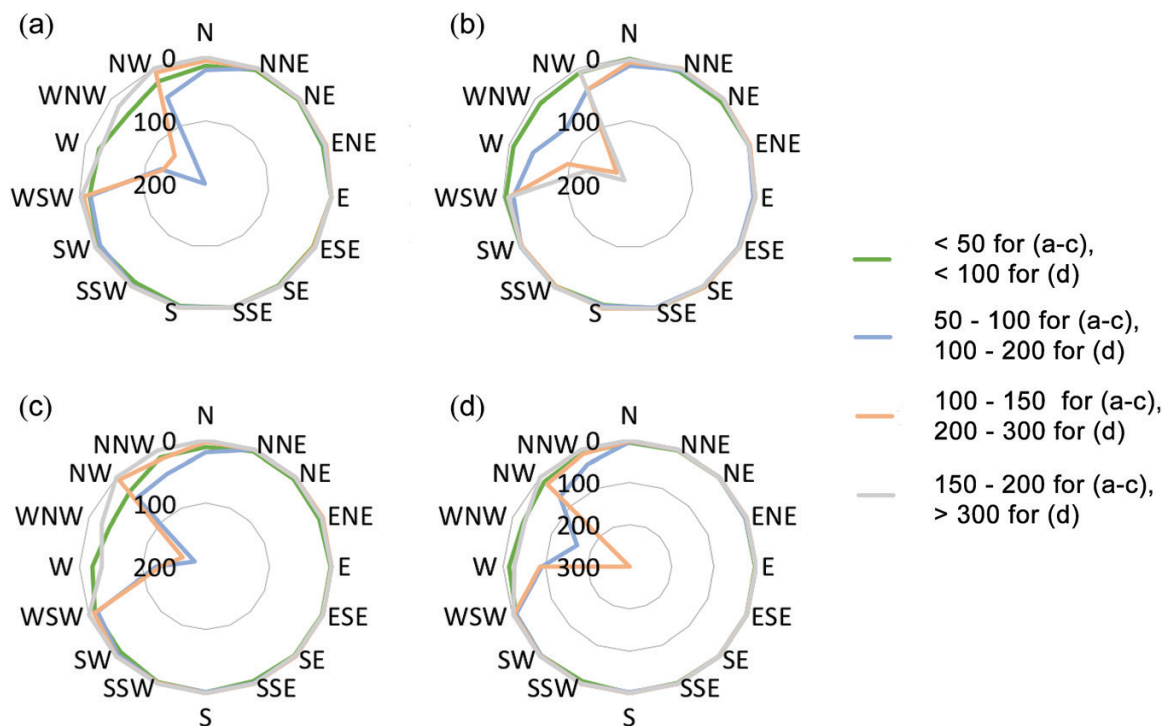 (a)
N
NNE
NE
ENE
E
ESE
SE
SSE
S
SSW
SW
WSW
W
WNW
NW
0
100
200
(b)
N
NNE
NE
ENE
E
ESE
SE
SSE
S
SSW
SW
WSW
W
WNW
NW
0
100
200
(c)
N
NNE
NE
ENE
E
ESE
SE
SSE
S
SSW
SW
WSW
W
WNW
NW
NNW
0
100
200
(d)
N
NNE
NE
ENE
E
ESE
SE
SSE
S
SSW
SW
WSW
W
WNW
NW
NNW
0
100
200
300
< 50 for (a-c),
< 100 for (d)
50 - 100 for (a-c),
100 - 200 for (d)
100 - 150 for (a-c),
200 - 300 for (d)
150 - 200 for (a-c),
> 300 for (d)